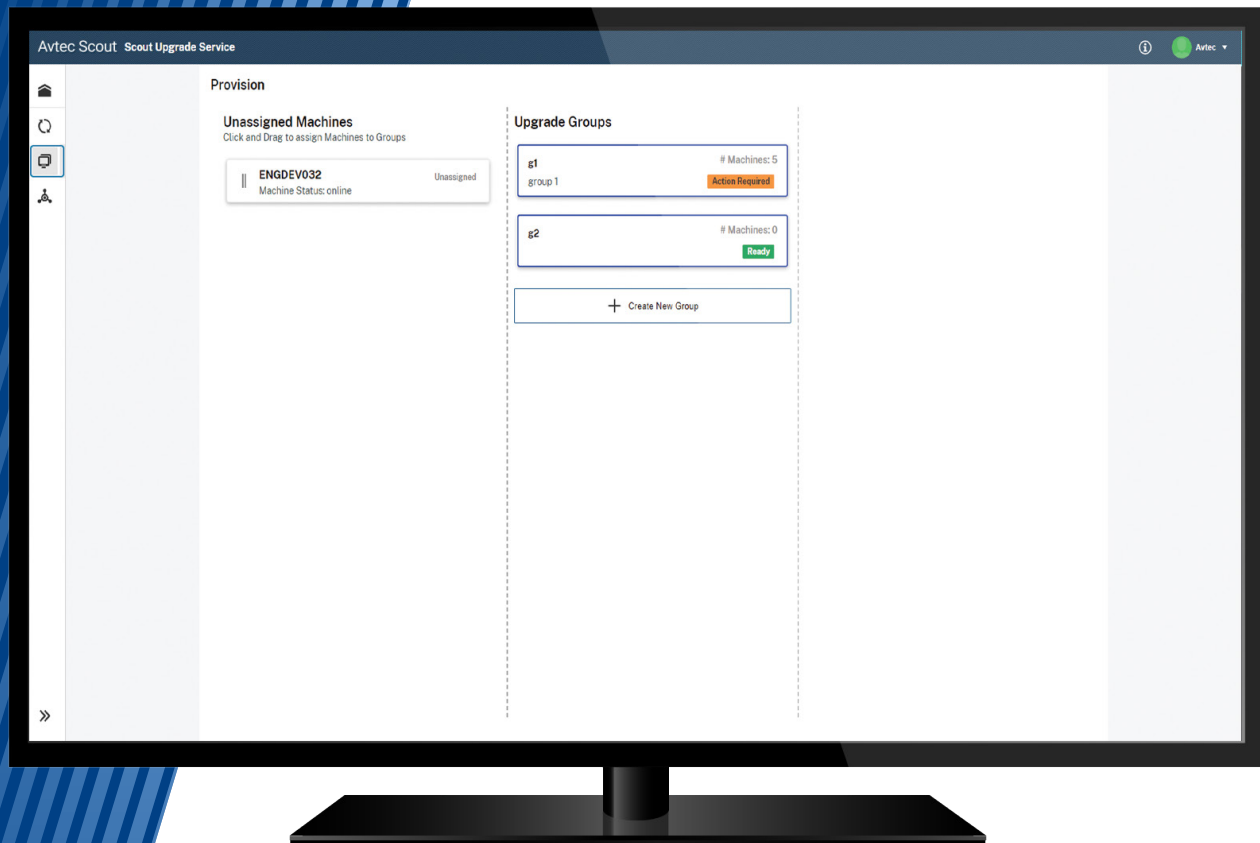 Avtec Scout Scout Upgrade Service
Avtec
Provision
Unassigned Machines
Click and Drag to assign Machines to Groups
ENGDEV032
Unassigned
Machine Status: online
Upgrade Groups
g1
# Machines: 5
group 1
Action Required
g2
# Machines: 0
Ready
Create New Group